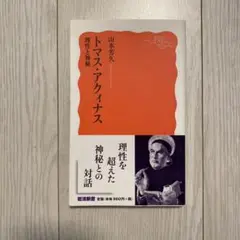 山本芳久
トマス・アクィナス
理性と神秘
理性を
超えた
神秘との
対話
岩波新書